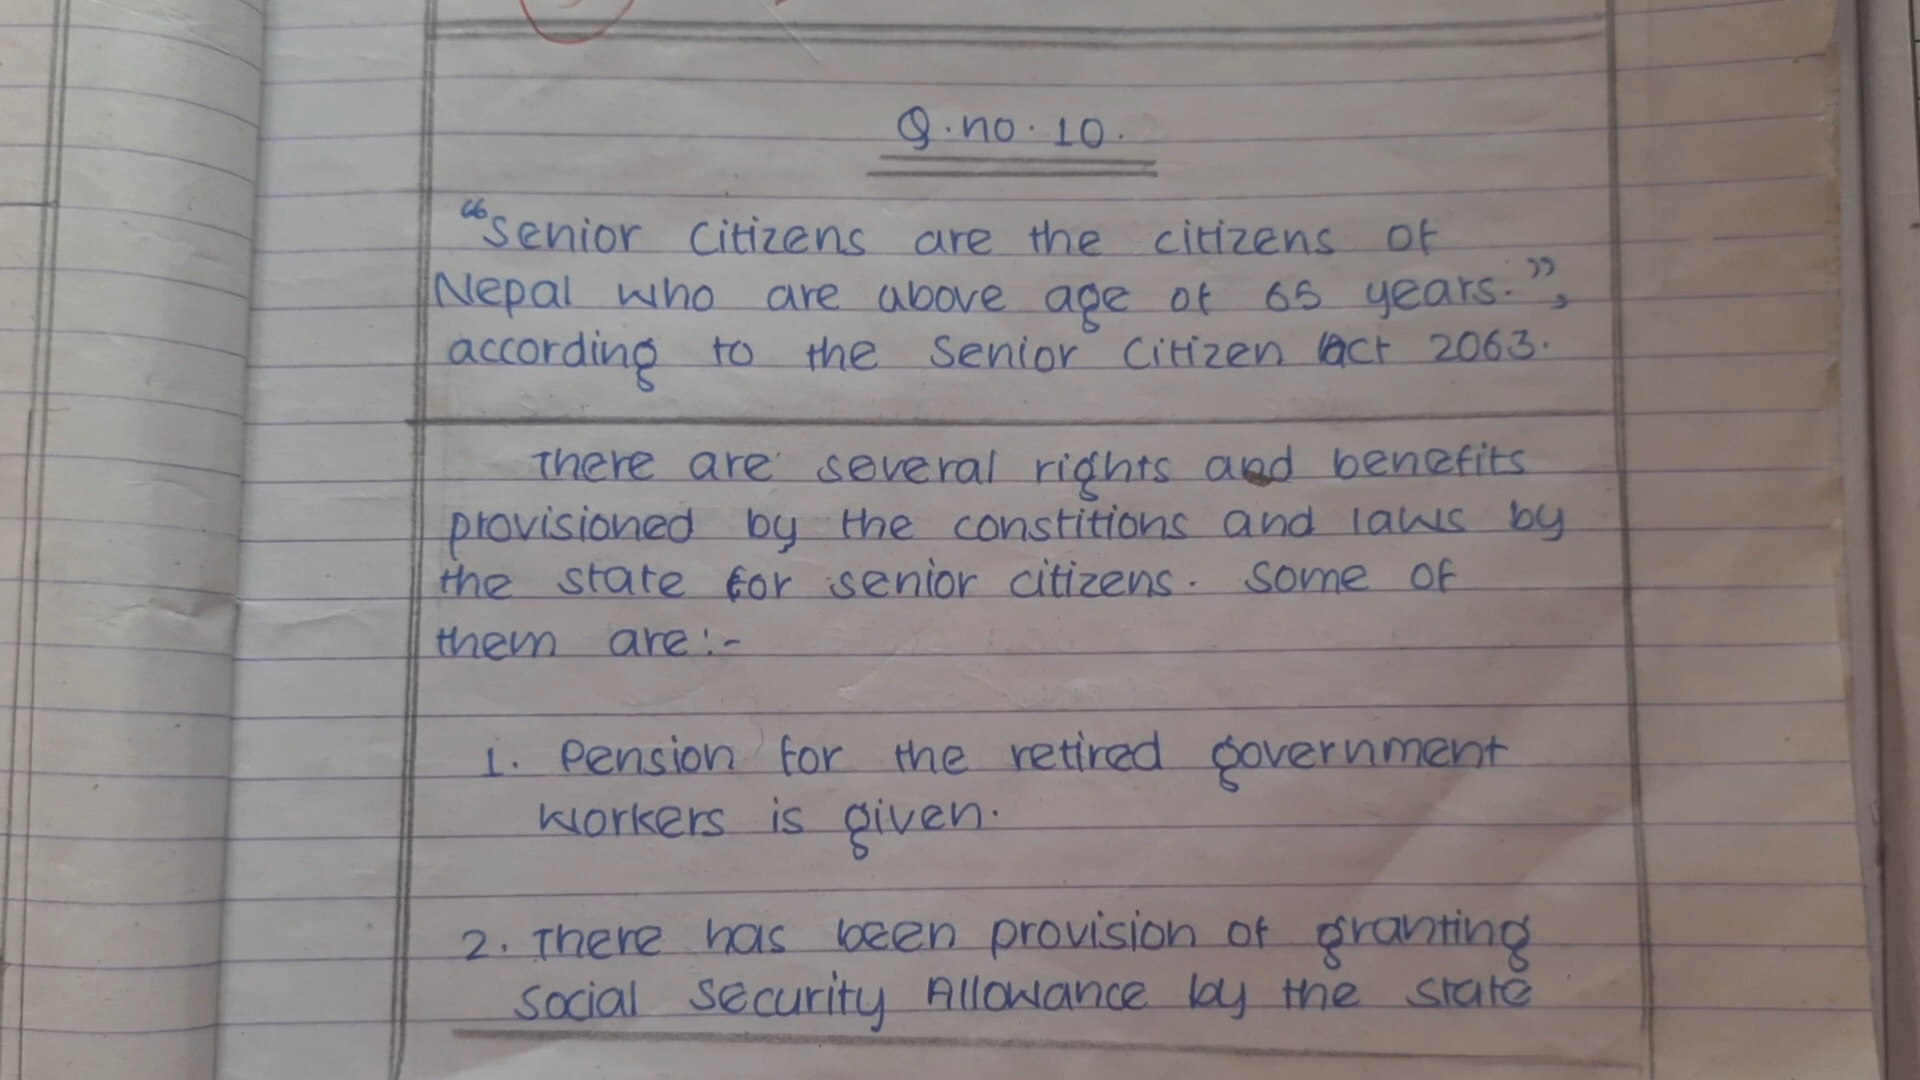 Q.no.10.
"Senior citizens are the citizens of
Nepal who are above age of 65 years.",
according to the Senior Citizen Act 2063.
There are several rights and benefits
provisioned by the constitions and laws by
the state for senior citizens. Some of
them are:-
1. Pension for the retired government
workers is given.
2. There has been provision of granting
Social Security Allowance by the state